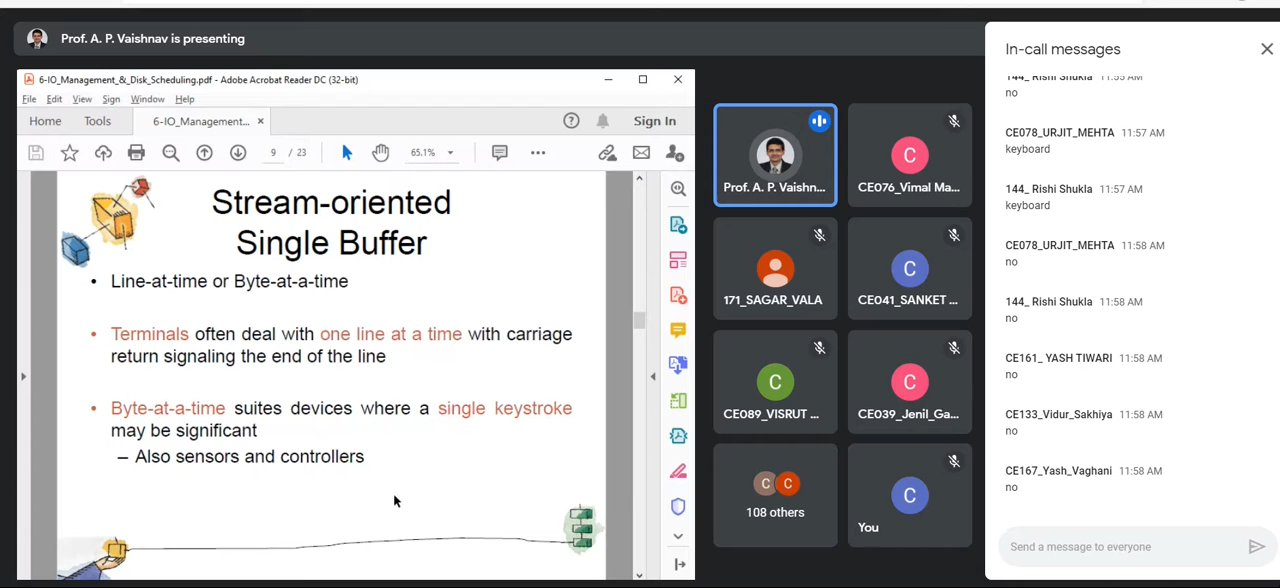 Prof. A. P. Vaishnav is presenting
6-IO_Management_&_Disk_Scheduling.pdf - Adobe Acrobat Reader DC (32-bit)
File Edit View Sign Window Help
Home Tools 6-IO_Management... × Sign In
9 / 23 65.1%
Stream-oriented
Single Buffer
• Line-at-time or Byte-at-a-time
• Terminals often deal with one line at a time with carriage
return signaling the end of the line
• Byte-at-a-time suites devices where a single keystroke
may be significant
– Also sensors and controllers
Prof. A. P. Vaishn...
C
CE076_Vimal Ma...
171_SAGAR_VALA
C
CE041_SANKET ...
C
CE089_VISRUT ...
C
CE039_Jenil_Ga...
C C
108 others
C
You
In-call messages
144_ Rishi Shukla 11:55 AM
no
CE078_URJIT_MEHTA 11:57 AM
keyboard
144_ Rishi Shukla 11:57 AM
keyboard
CE078_URJIT_MEHTA 11:58 AM
no
144_ Rishi Shukla 11:58 AM
no
CE161_ YASH TIWARI 11:58 AM
no
CE133_Vidur_Sakhiya 11:58 AM
no
CE167_Yash_Vaghani 11:58 AM
no
Send a message to everyone